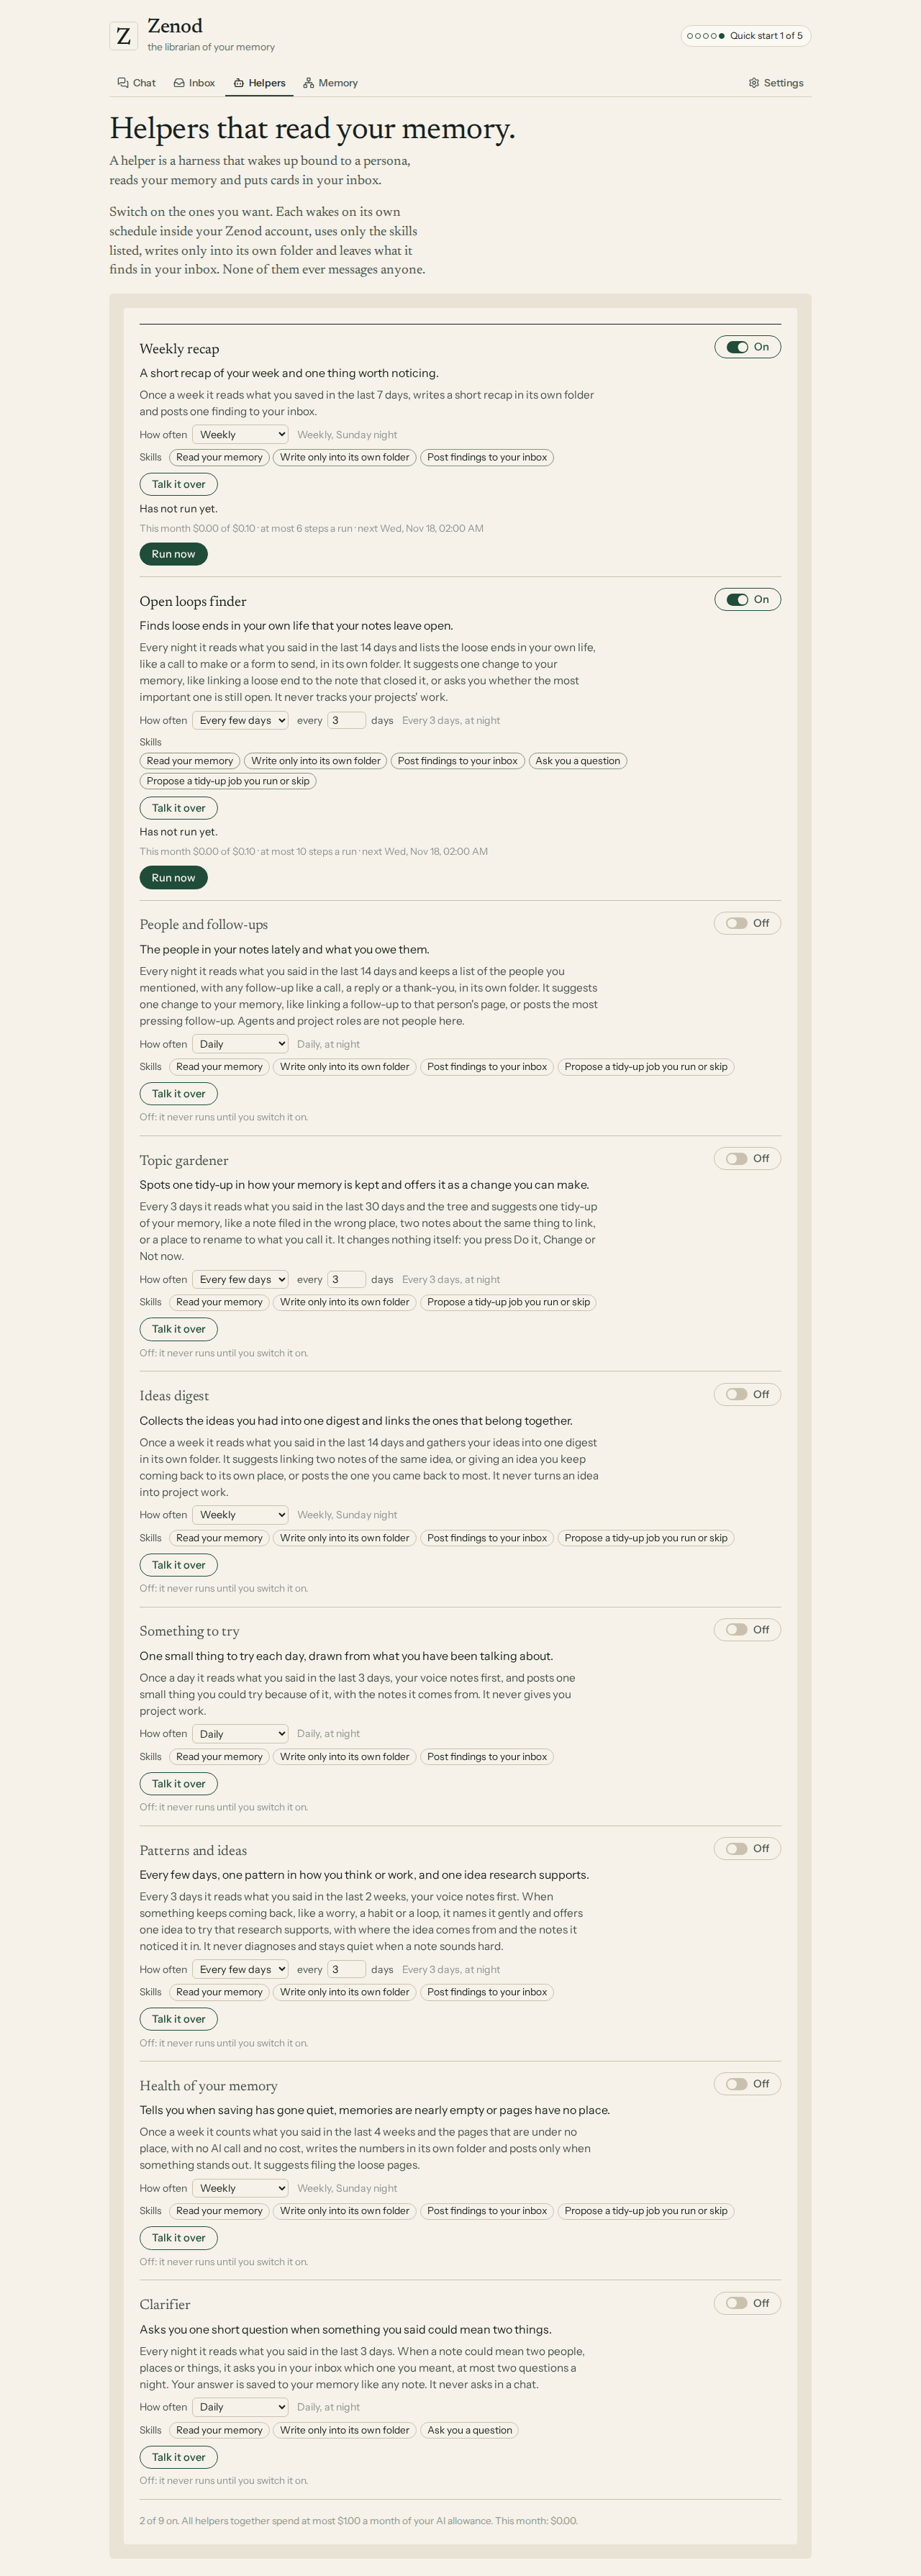 Z
Zenod
the librarian of your memory
Quick start 1 of 5
Chat
Inbox
Helpers
Memory
Settings
Helpers that read your memory.
A helper is a harness that wakes up bound to a persona,
reads your memory and puts cards in your inbox.
Switch on the ones you want. Each wakes on its own
schedule inside your Zenod account, uses only the skills
listed, writes only into its own folder and leaves what it
finds in your inbox. None of them ever messages anyone.
Weekly recap
On
A short recap of your week and one thing worth noticing.
Once a week it reads what you saved in the last 7 days, writes a short recap in its own folder
and posts one finding to your inbox.
How often Weekly Weekly, Sunday night
Skills Read your memory Write only into its own folder Post findings to your inbox
Talk it over
Has not run yet.
This month $0.00 of $0.10 · at most 6 steps a run · next Wed, Nov 18, 02:00 AM
Run now
Open loops finder
On
Finds loose ends in your own life that your notes leave open.
Every night it reads what you said in the last 14 days and lists the loose ends in your own life,
like a call to make or a form to send, in its own folder. It suggests one change to your
memory, like linking a loose end to the note that closed it, or asks you whether the most
important one is still open. It never tracks your projects' work.
How often Every few days every 3 days Every 3 days, at night
Skills
Read your memory Write only into its own folder Post findings to your inbox Ask you a question
Propose a tidy-up job you run or skip
Talk it over
Has not run yet.
This month $0.00 of $0.10 · at most 10 steps a run · next Wed, Nov 18, 02:00 AM
Run now
People and follow-ups
Off
The people in your notes lately and what you owe them.
Every night it reads what you said in the last 14 days and keeps a list of the people you
mentioned, with any follow-up like a call, a reply or a thank-you, in its own folder. It suggests
one change to your memory, like linking a follow-up to that person's page, or posts the most
pressing follow-up. Agents and project roles are not people here.
How often Daily Daily, at night
Skills Read your memory Write only into its own folder Post findings to your inbox Propose a tidy-up job you run or skip
Talk it over
Off: it never runs until you switch it on.
Topic gardener
Off
Spots one tidy-up in how your memory is kept and offers it as a change you can make.
Every 3 days it reads what you said in the last 30 days and the tree and suggests one tidy-up
of your memory, like a note filed in the wrong place, two notes about the same thing to link,
or a place to rename to what you call it. It changes nothing itself: you press Do it, Change or
Not now.
How often Every few days every 3 days Every 3 days, at night
Skills Read your memory Write only into its own folder Propose a tidy-up job you run or skip
Talk it over
Off: it never runs until you switch it on.
Ideas digest
Off
Collects the ideas you had into one digest and links the ones that belong together.
Once a week it reads what you said in the last 14 days and gathers your ideas into one digest
in its own folder. It suggests linking two notes of the same idea, or giving an idea you keep
coming back to its own place, or posts the one you came back to most. It never turns an idea
into project work.
How often Weekly Weekly, Sunday night
Skills Read your memory Write only into its own folder Post findings to your inbox Propose a tidy-up job you run or skip
Talk it over
Off: it never runs until you switch it on.
Something to try
Off
One small thing to try each day, drawn from what you have been talking about.
Once a day it reads what you said in the last 3 days, your voice notes first, and posts one
small thing you could try because of it, with the notes it comes from. It never gives you
project work.
How often Daily Daily, at night
Skills Read your memory Write only into its own folder Post findings to your inbox
Talk it over
Off: it never runs until you switch it on.
Patterns and ideas
Off
Every few days, one pattern in how you think or work, and one idea research supports.
Every 3 days it reads what you said in the last 2 weeks, your voice notes first. When
something keeps coming back, like a worry, a habit or a loop, it names it gently and offers
one idea to try that research supports, with where the idea comes from and the notes it
noticed it in. It never diagnoses and stays quiet when a note sounds hard.
How often Every few days every 3 days Every 3 days, at night
Skills Read your memory Write only into its own folder Post findings to your inbox
Talk it over
Off: it never runs until you switch it on.
Health of your memory
Off
Tells you when saving has gone quiet, memories are nearly empty or pages have no place.
Once a week it counts what you said in the last 4 weeks and the pages that are under no
place, with no AI call and no cost, writes the numbers in its own folder and posts only when
something stands out. It suggests filing the loose pages.
How often Weekly Weekly, Sunday night
Skills Read your memory Write only into its own folder Post findings to your inbox Propose a tidy-up job you run or skip
Talk it over
Off: it never runs until you switch it on.
Clarifier
Off
Asks you one short question when something you said could mean two things.
Every night it reads what you said in the last 3 days. When a note could mean two people,
places or things, it asks you in your inbox which one you meant, at most two questions a
night. Your answer is saved to your memory like any note. It never asks in a chat.
How often Daily Daily, at night
Skills Read your memory Write only into its own folder Ask you a question
Talk it over
Off: it never runs until you switch it on.
2 of 9 on. All helpers together spend at most $1.00 a month of your AI allowance. This month: $0.00.